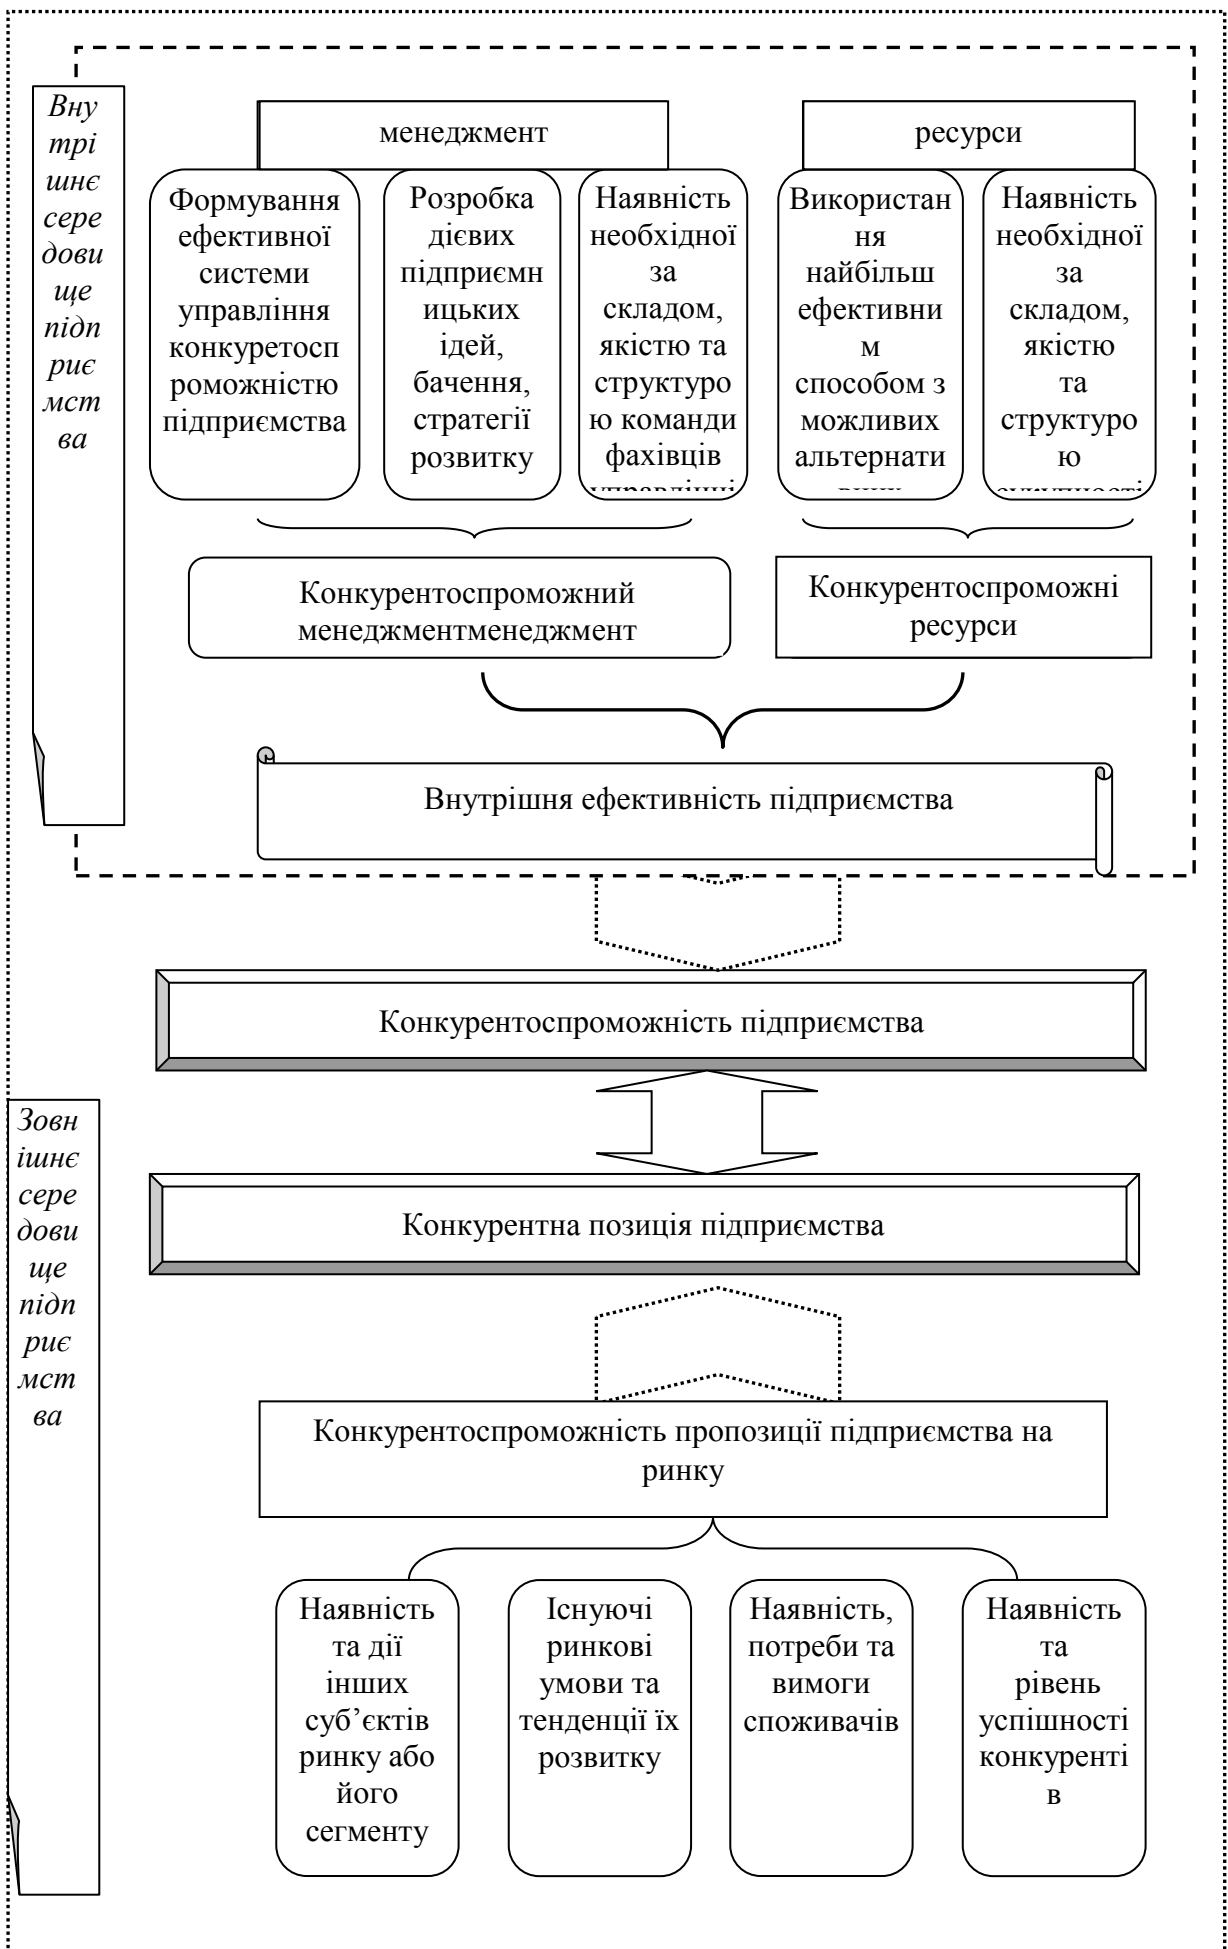 Вну
трі
шнє
сере
дови
ще
підп
риє
мст
ва
менеджмент
ресурси
Формування
ефективної
системи
управління
конкуретосп
роможністю
підприємства
Розробка
дієвих
підприємн
ицьких
ідей,
бачення,
стратегії
розвитку
Наявність
необхідної
за
складом,
якістю та
структуро
ю команди
фахівців
Використан
ня
найбільш
ефективни
м
способом з
можливих
альтернати
Наявність
необхідної
за
складом,
якістю
та
структуро
ю
Конкурентоспроможний
менеджментменеджмент
Конкурентоспроможні
ресурси
Внутрішня ефективність підприємства
Конкурентоспроможність підприємства
Зовн
ішнє
сере
дови
ще
підп
риє
мст
ва
Конкурентна позиція підприємства
Конкурентоспроможність пропозиції підприємства на
ринку
Наявність
та дії
інших
суб’єктів
ринку або
його
сегменту
Існуючі
ринкові
умови та
тенденції їх
розвитку
Наявність,
потреби та
вимоги
споживачів
Наявність
та
рівень
успішності
конкуренті
в